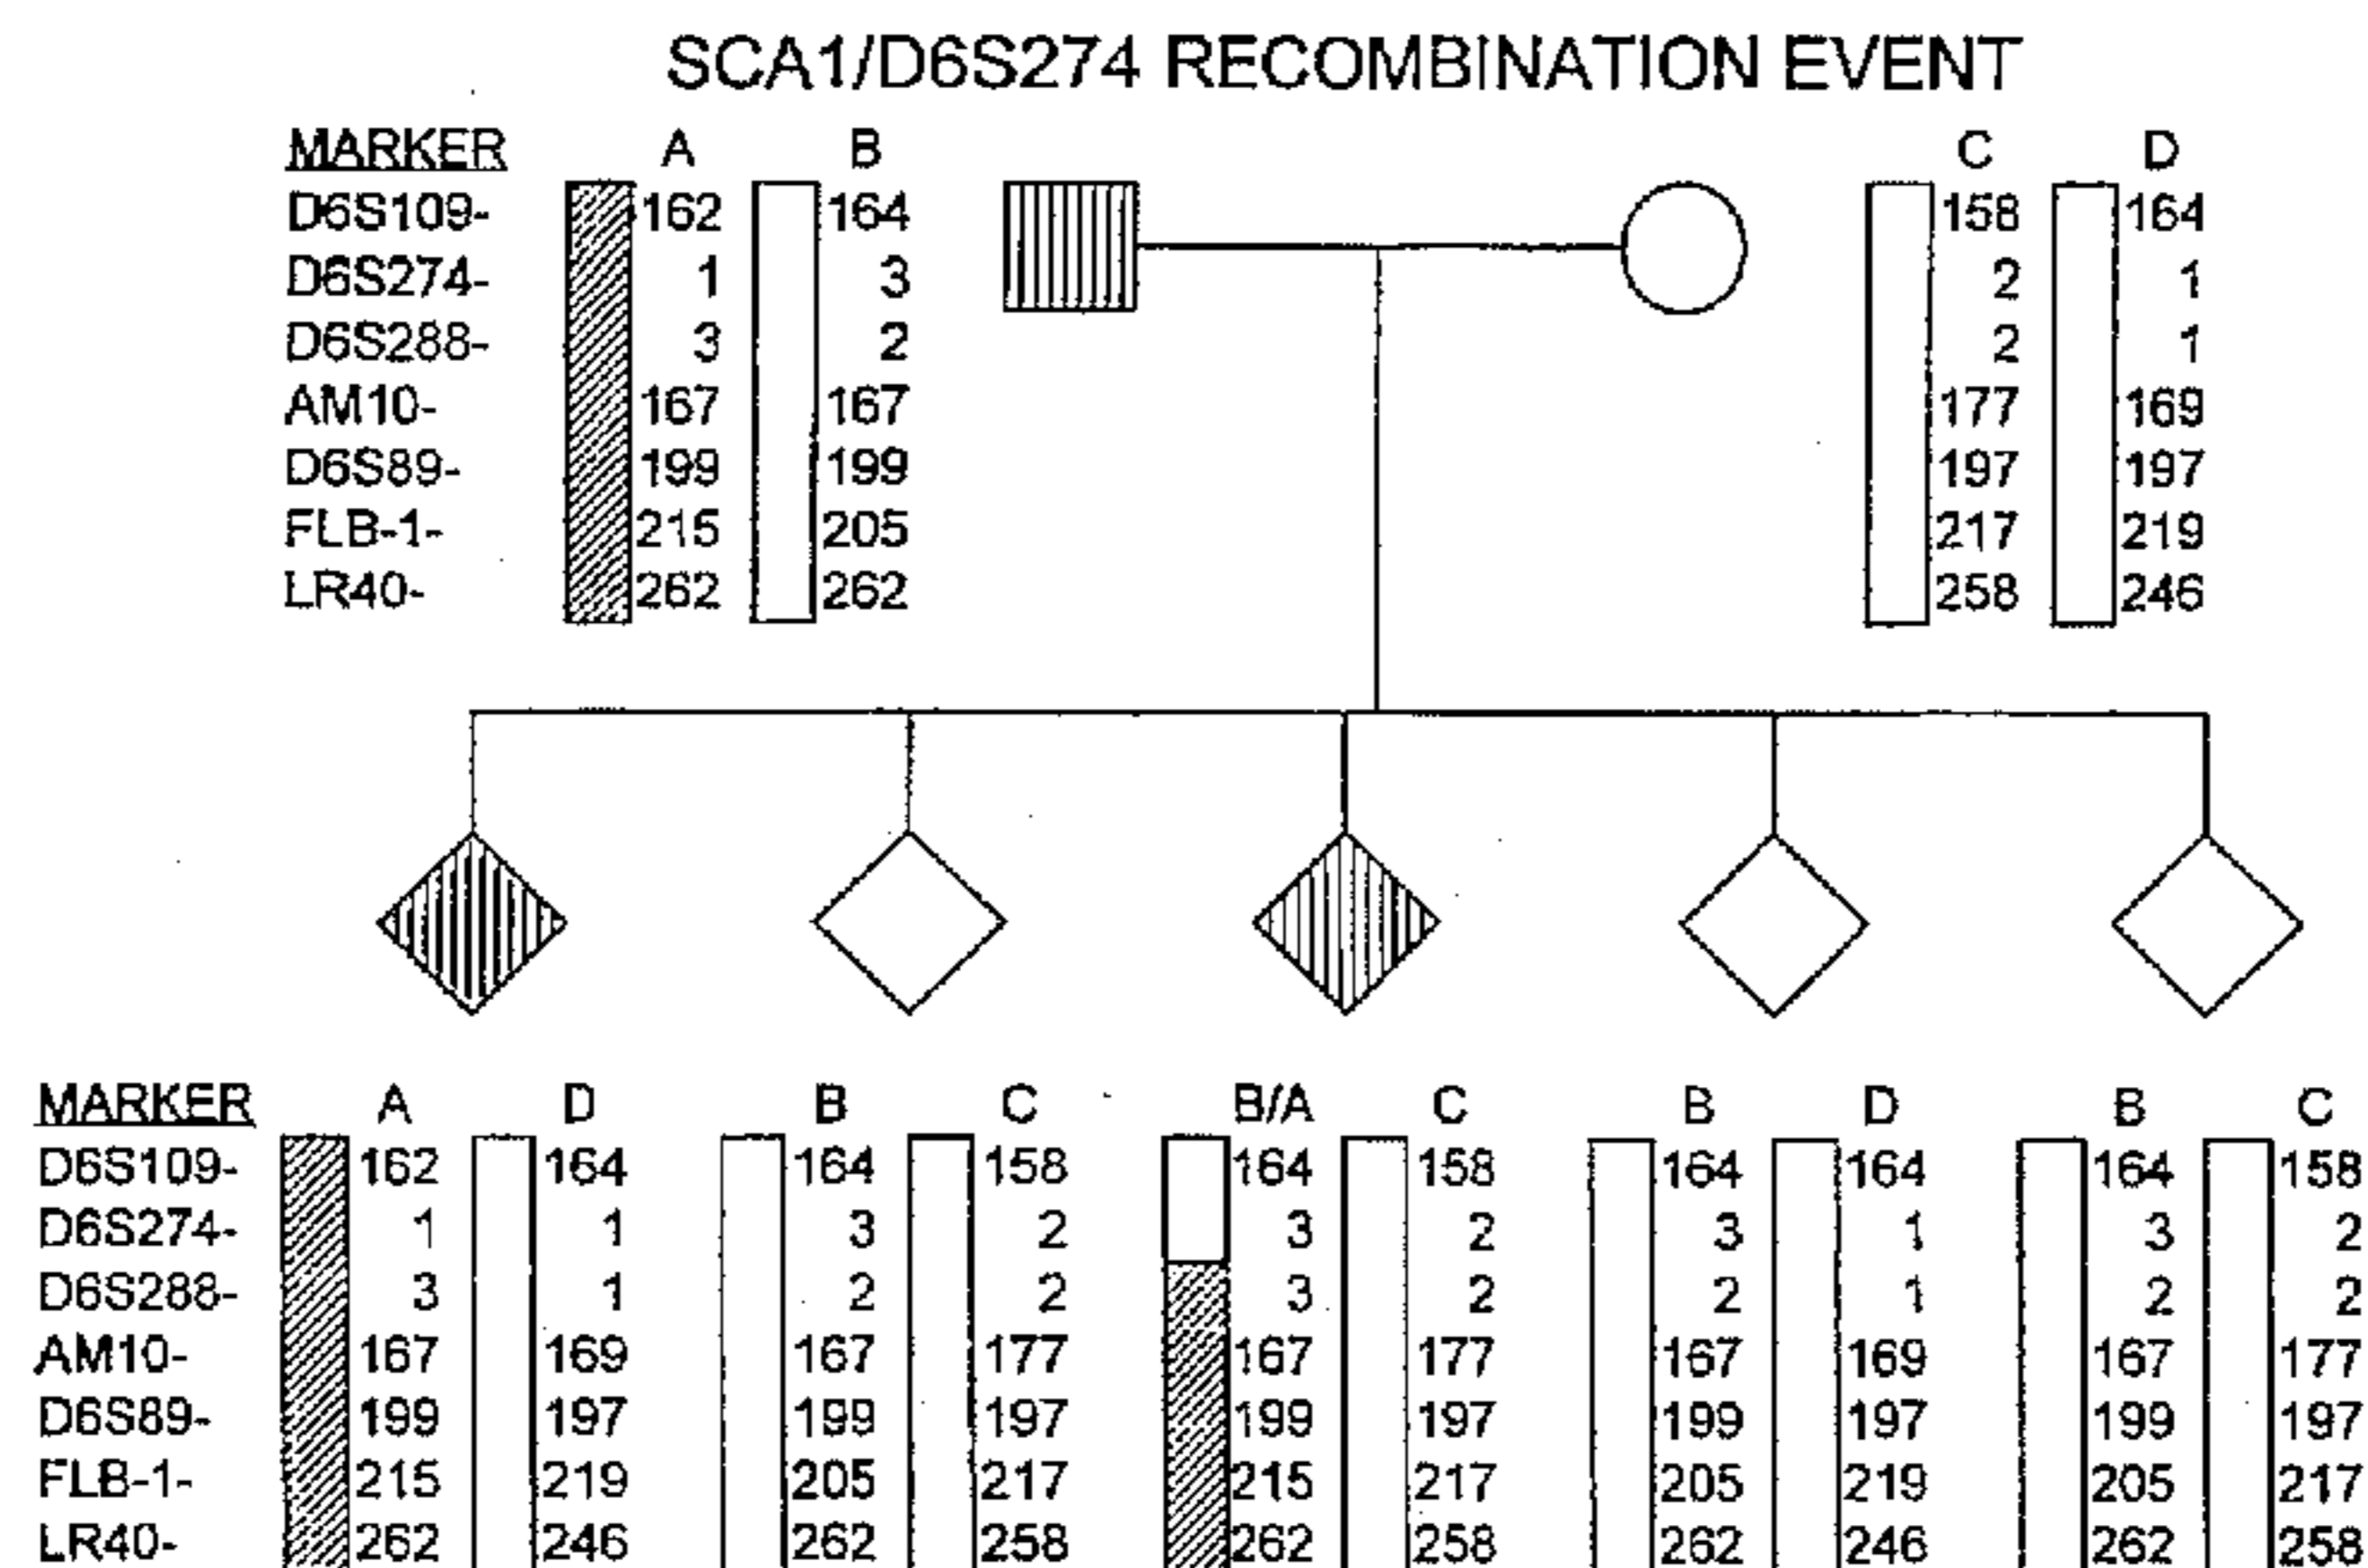 SCA1/D6S274 RECOMBINATION EVENT
MARKER A B C D
D6S109- 162 164 158 164
D6S274- 1 3 2 1
D6S288- 3 2 2 1
AM10- 167 167 177 169
D6S89- 199 199 197 197
FLB-1- 215 205 217 219
LR40- 262 262 258 246
MARKER A D B C B/A C B D B C
D6S109- 162 164 164 158 164 158 164 164 164 158
D6S274- 1 1 3 2 3 2 3 1 3 2
D6S288- 3 1 2 2 3 2 2 1 2 2
AM10- 167 169 167 177 167 177 167 169 167 177
D6S89- 199 197 199 197 199 197 199 197 199 197
FLB-1- 215 219 205 217 215 217 205 219 205 217
LR40- 262 246 262 258 262 258 262 246 262 258